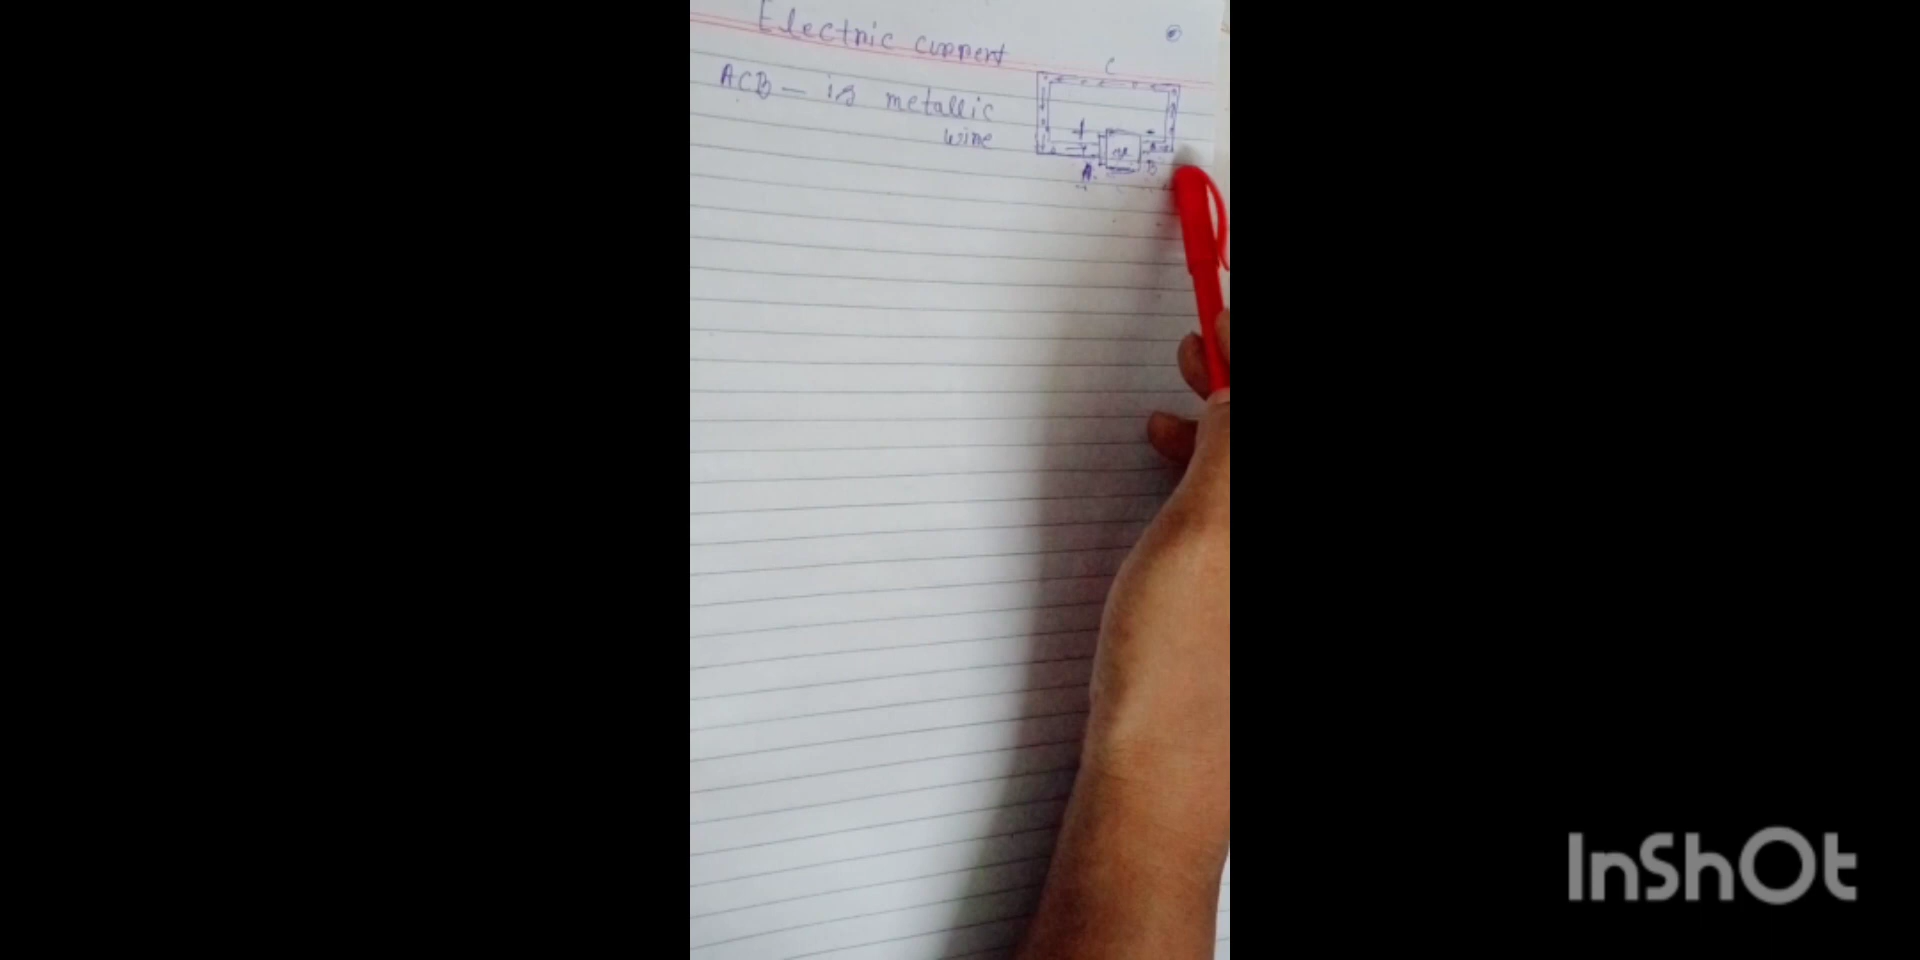 Electric current
C
ACB - is metallic
wire
+ -
A B
InShOt